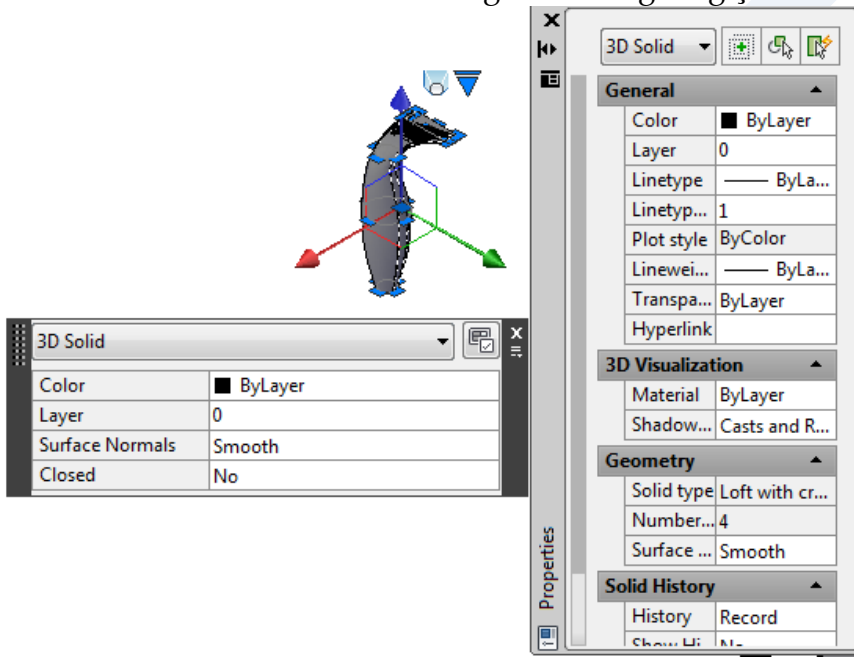 3D Solid
General
Color ByLayer
Layer 0
Linetype ByLa...
Linetyp... 1
Plot style ByColor
Linewei... ByLa...
Transpa... ByLayer
Hyperlink
3D Visualization
Material ByLayer
Shadow... Casts and R...
Geometry
Solid type Loft with cr...
Number... 4
Surface ... Smooth
Solid History
History Record
Properties
3D Solid
Color ByLayer
Layer 0
Surface Normals Smooth
Closed No